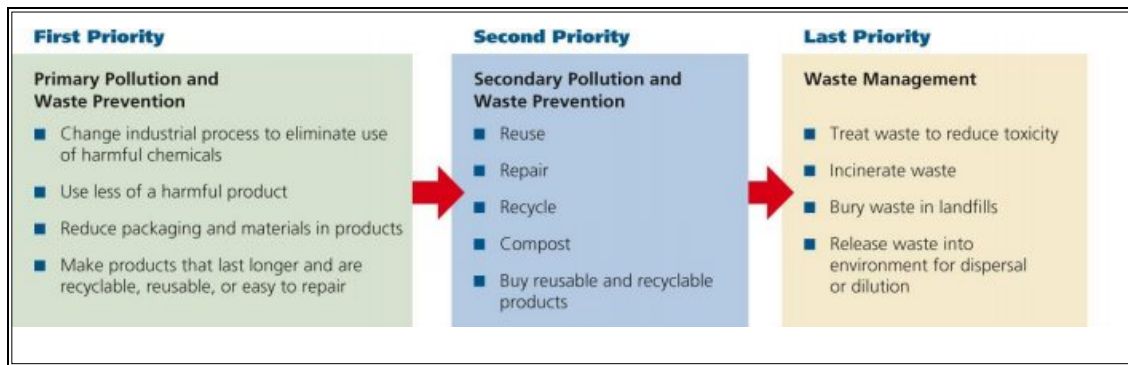 First Priority
Primary Pollution and
Waste Prevention
Change industrial process to eliminate use
of harmful chemicals
Use less of a harmful product
Reduce packaging and materials in products
Make products that last longer and are
recyclable, reusable, or easy to repair
Second Priority
Secondary Pollution and
Waste Prevention
Reuse
Repair
Recycle
Compost
Buy reusable and recyclable
products
Last Priority
Waste Management
Treat waste to reduce toxicity
Incinerate waste
Bury waste in landfills
Release waste into
environment for dispersal
or dilution